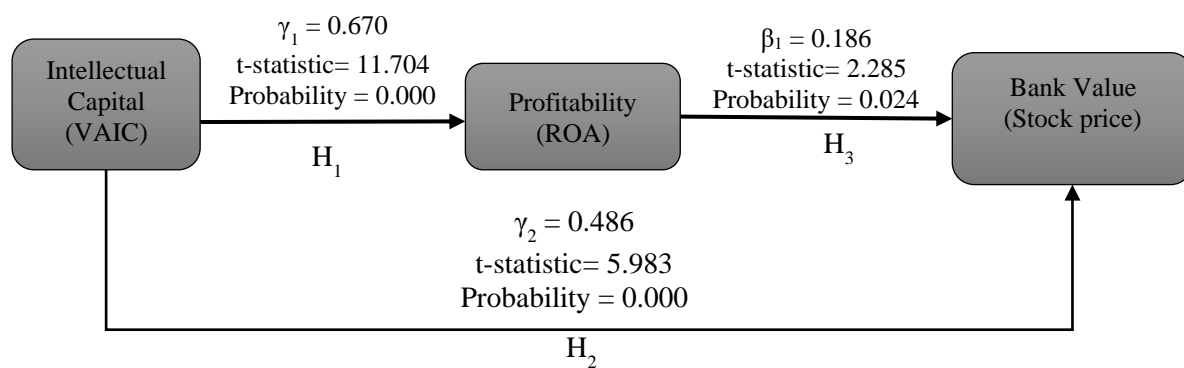 γ₁ = 0.670
t-statistic= 11.704
Probability = 0.000
β₁ = 0.186
t-statistic= 2.285
Probability = 0.024
Intellectual
Capital
(VAIC)
Profitability
(ROA)
Bank Value
(Stock price)
H₁
H₃
γ₂ = 0.486
t-statistic= 5.983
Probability = 0.000
H₂